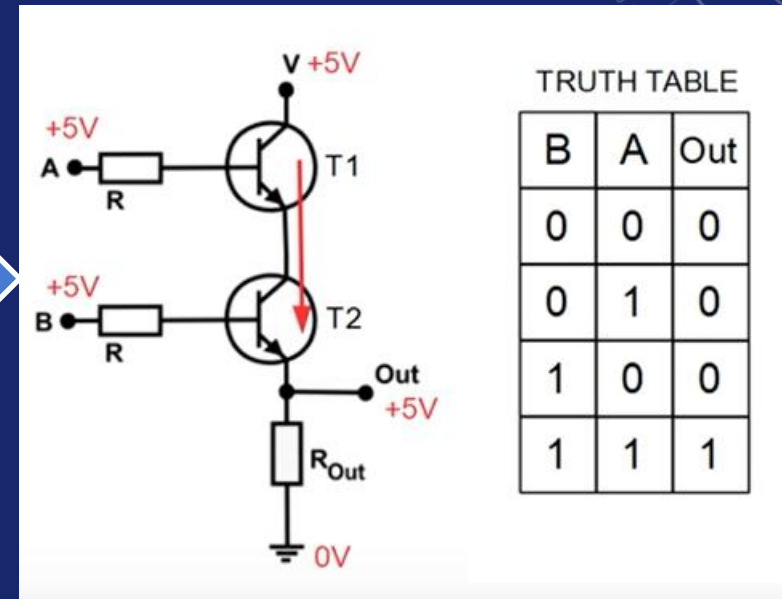 V +5V
+5V
A
R
T1
+5V
B
R
T2
Out
+5V
ROut
0V
TRUTH TABLE
B A Out
0 0 0
0 1 0
1 0 0
1 1 1